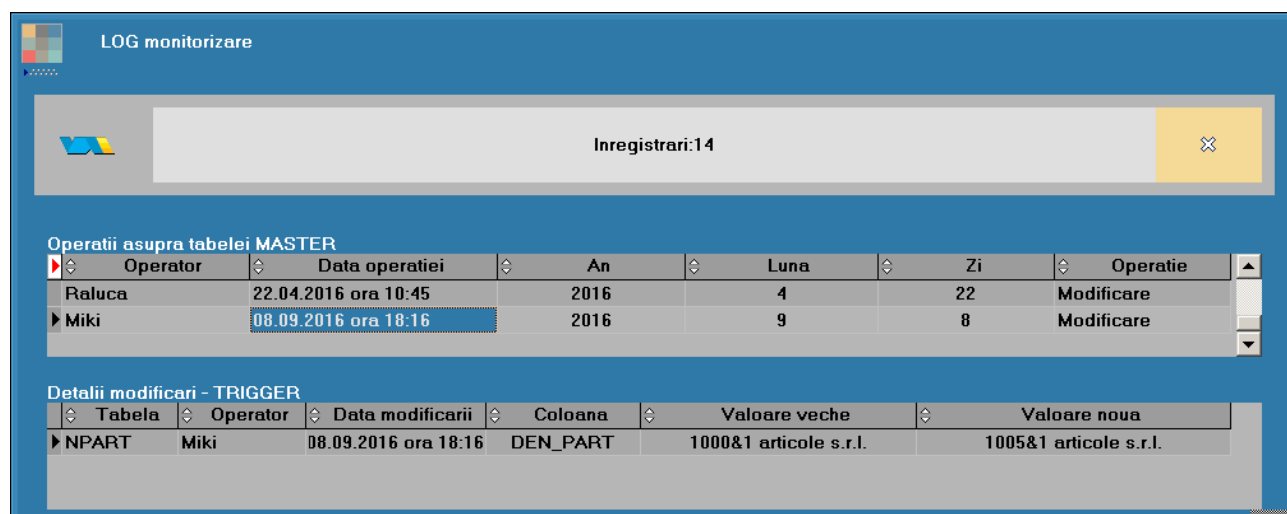 LOG monitorizare
Inregistrari:14
Operatii asupra tabelei MASTER
Operator Data operatiei An Luna Zi Operatie
Raluca 22.04.2016 ora 10:45 2016 4 22 Modificare
Miki 08.09.2016 ora 18:16 2016 9 8 Modificare
Detalii modificari - TRIGGER
Tabela Operator Data modificarii Coloana Valoare veche Valoare noua
NPART Miki 08.09.2016 ora 18:16 DEN_PART 1000&1 articole s.r.l. 1005&1 articole s.r.l.